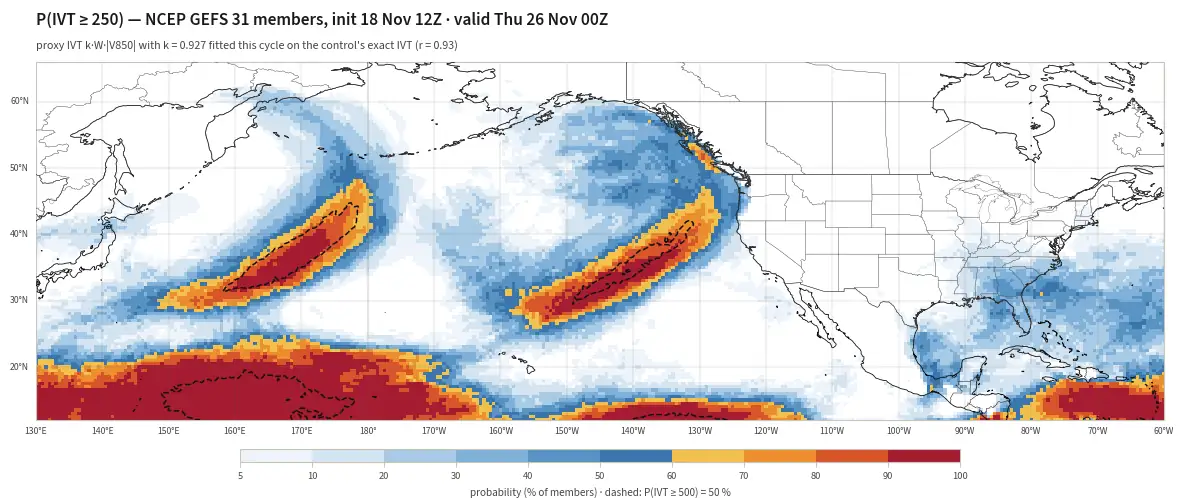 P(IVT ≥ 250) — NCEP GEFS 31 members, init 18 Nov 12Z · valid Thu 26 Nov 00Z
proxy IVT k·W·|V850| with k = 0.927 fitted this cycle on the control's exact IVT (r = 0.93)
60°N
50°N
40°N
30°N
20°N
130°E 140°E 150°E 160°E 170°E 180° 170°W 160°W 150°W 140°W 130°W 120°W 110°W 100°W 90°W 80°W 70°W 60°W
5 10 20 30 40 50 60 70 80 90 100
probability (% of members) · dashed: P(IVT ≥ 500) = 50 %